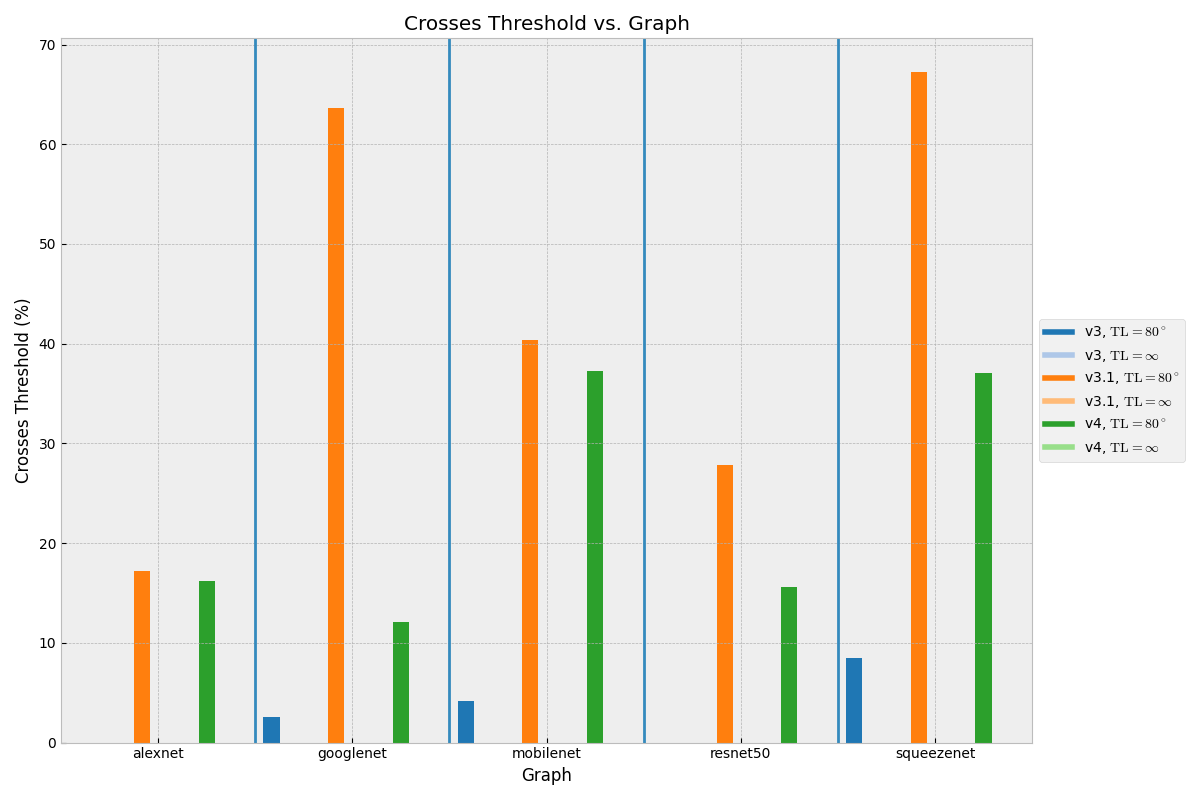 Crosses Threshold vs. Graph
70
60
50
40
30
20
10
0
Crosses Threshold (%)
alexnet googlenet mobilenet resnet50 squeezenet
Graph
v3, TL = 80°
v3, TL = ∞
v3.1, TL = 80°
v3.1, TL = ∞
v4, TL = 80°
v4, TL = ∞